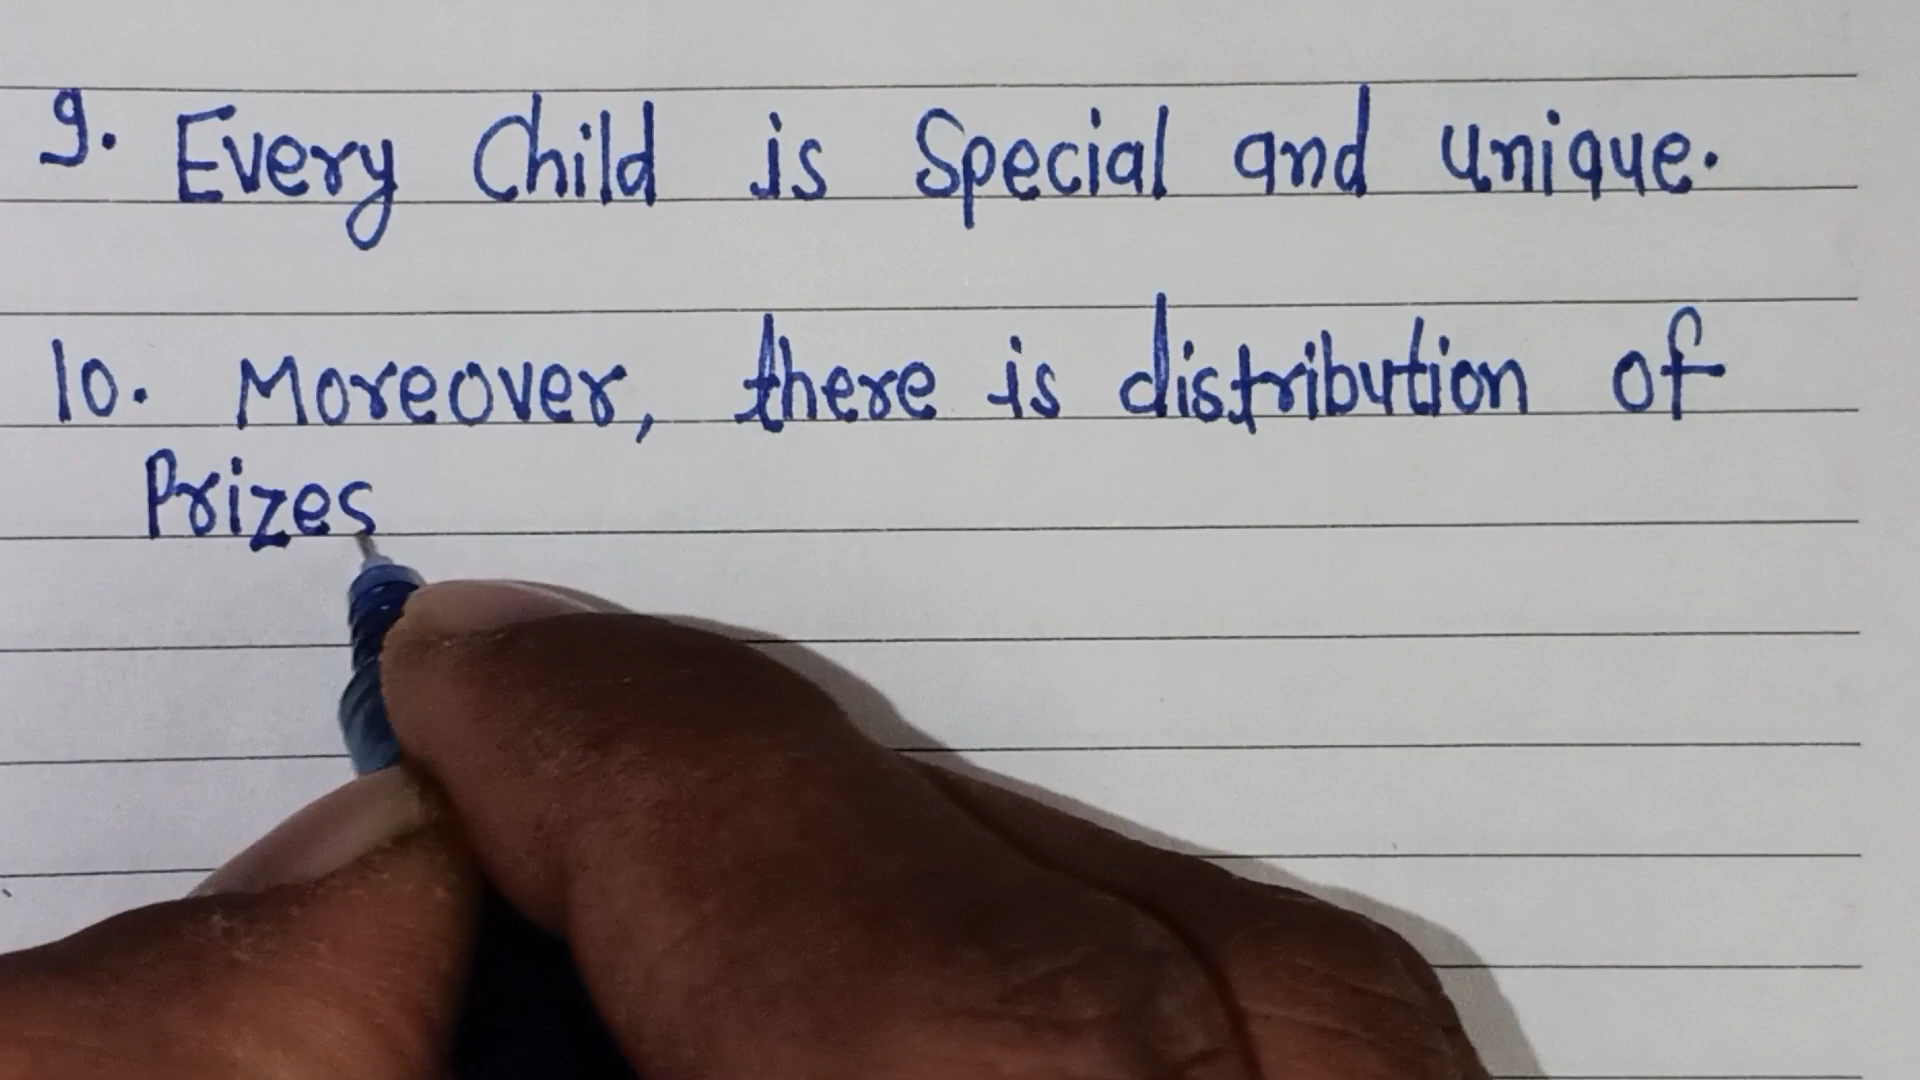 9. Every Child is Special and unique.
10. Moreover, there is distribution of
Prizes